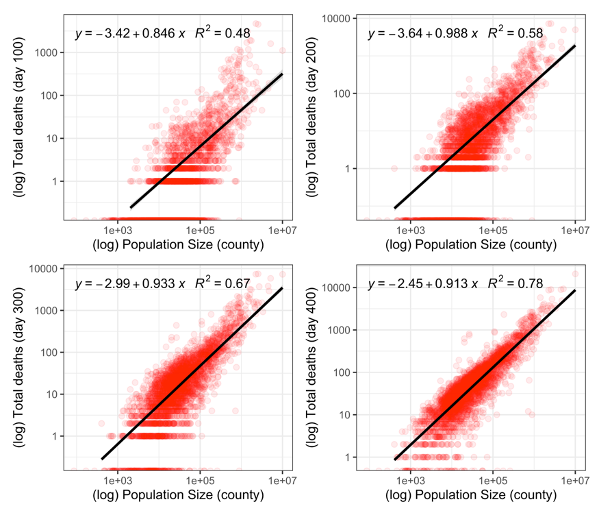 y = −3.42 + 0.846 x R² = 0.48
(log) Total deaths (day 100)
1000
100
10
1
1e+03 1e+05 1e+07
(log) Population Size (county)
y = −3.64 + 0.988 x R² = 0.58
(log) Total deaths (day 200)
10000
100
1
1e+03 1e+05 1e+07
(log) Population Size (county)
y = −2.99 + 0.933 x R² = 0.67
(log) Total deaths (day 300)
10000
1000
100
10
1
1e+03 1e+05 1e+07
(log) Population Size (county)
y = −2.45 + 0.913 x R² = 0.78
(log) Total deaths (day 400)
10000
1000
100
10
1
1e+03 1e+05 1e+07
(log) Population Size (county)